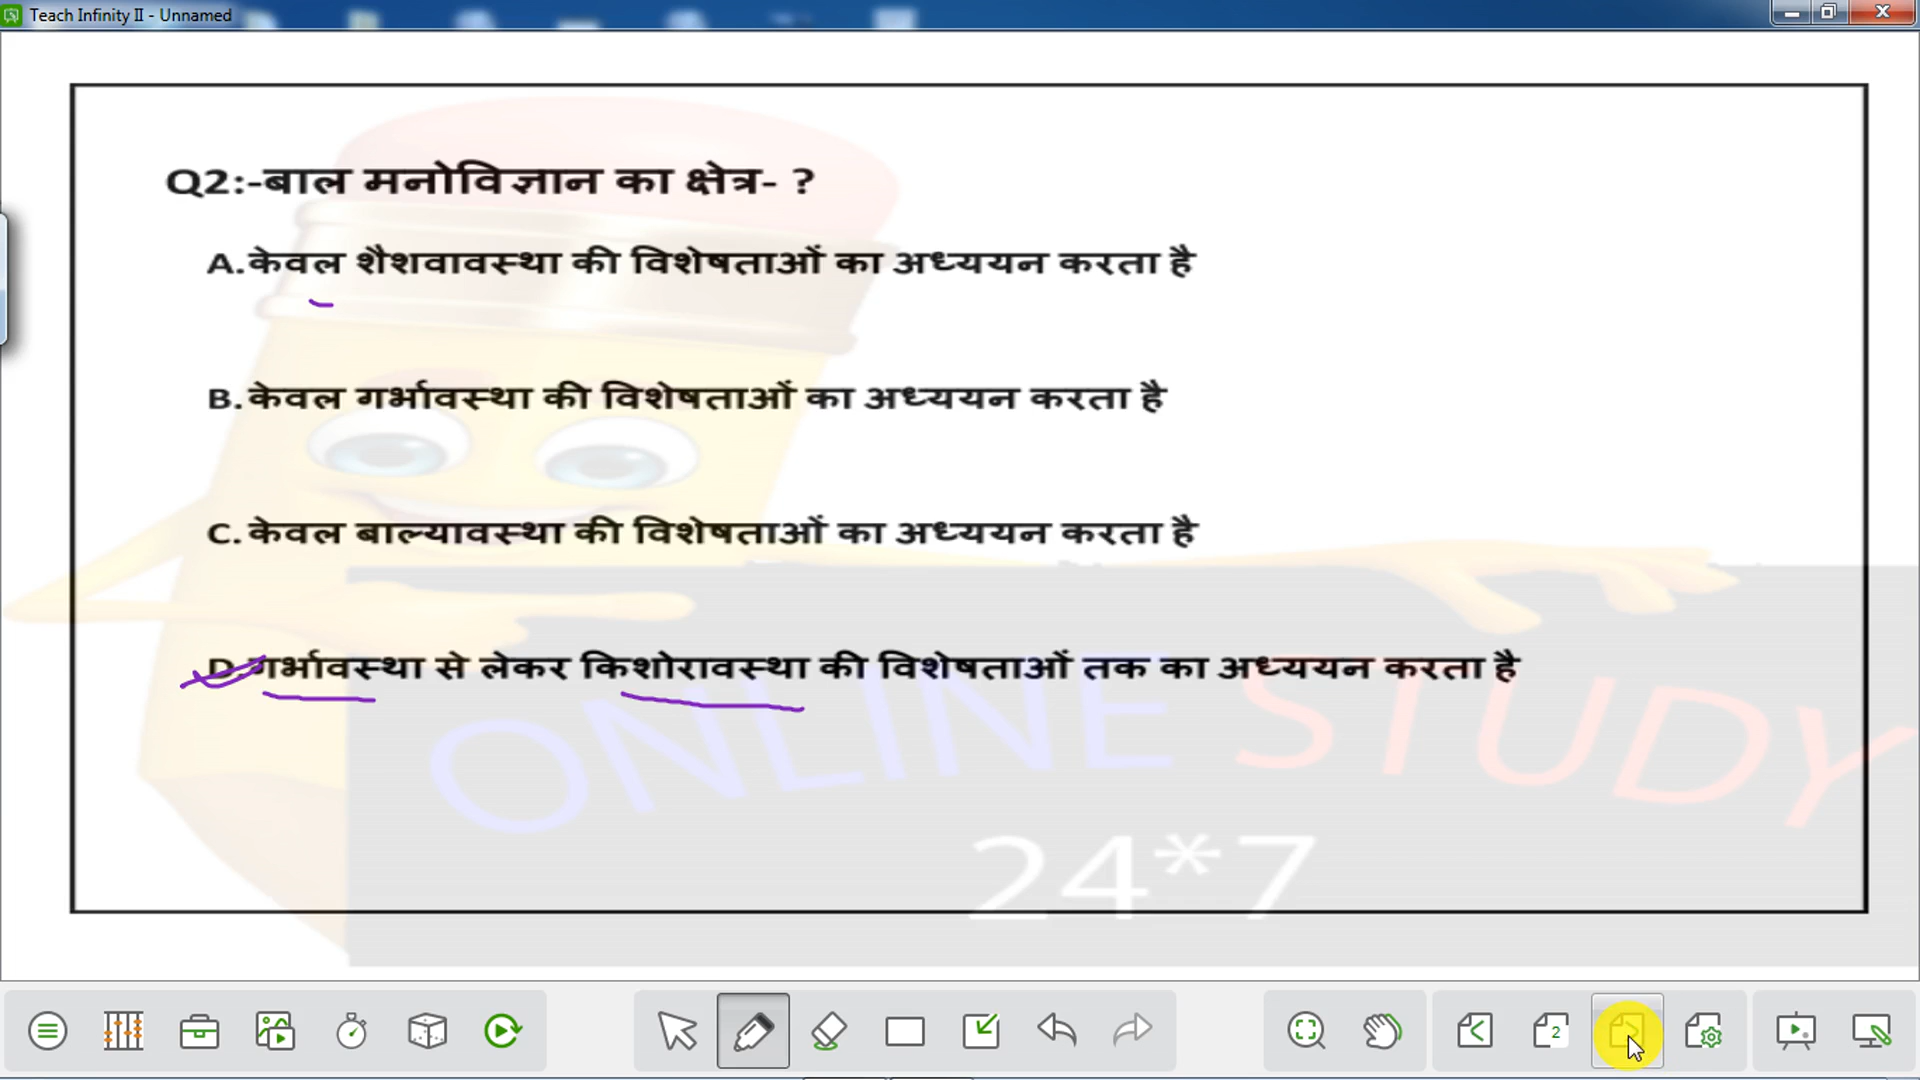 Teach Infinity II - Unnamed
Q2:-बाल मनोविज्ञान का क्षेत्र- ?
A.केवल शैशवावस्था की विशेषताओं का अध्ययन करता है
B.केवल गर्भावस्था की विशेषताओं का अध्ययन करता है
C.केवल बाल्यावस्था की विशेषताओं का अध्ययन करता है
D.गर्भावस्था से लेकर किशोरावस्था की विशेषताओं तक का अध्ययन करता है
ONLINE STUDY
24*7
2